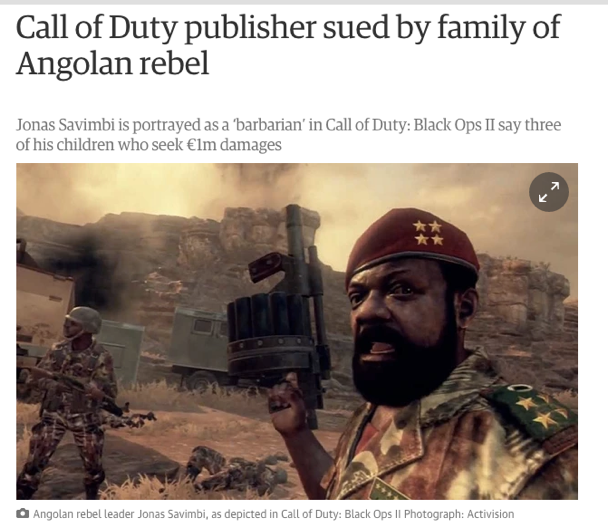 Call of Duty publisher sued by family of
Angolan rebel
Jonas Savimbi is portrayed as a ‘barbarian’ in Call of Duty: Black Ops II say three
of his children who seek €1m damages
Angolan rebel leader Jonas Savimbi, as depicted in Call of Duty: Black Ops II Photograph: Activision